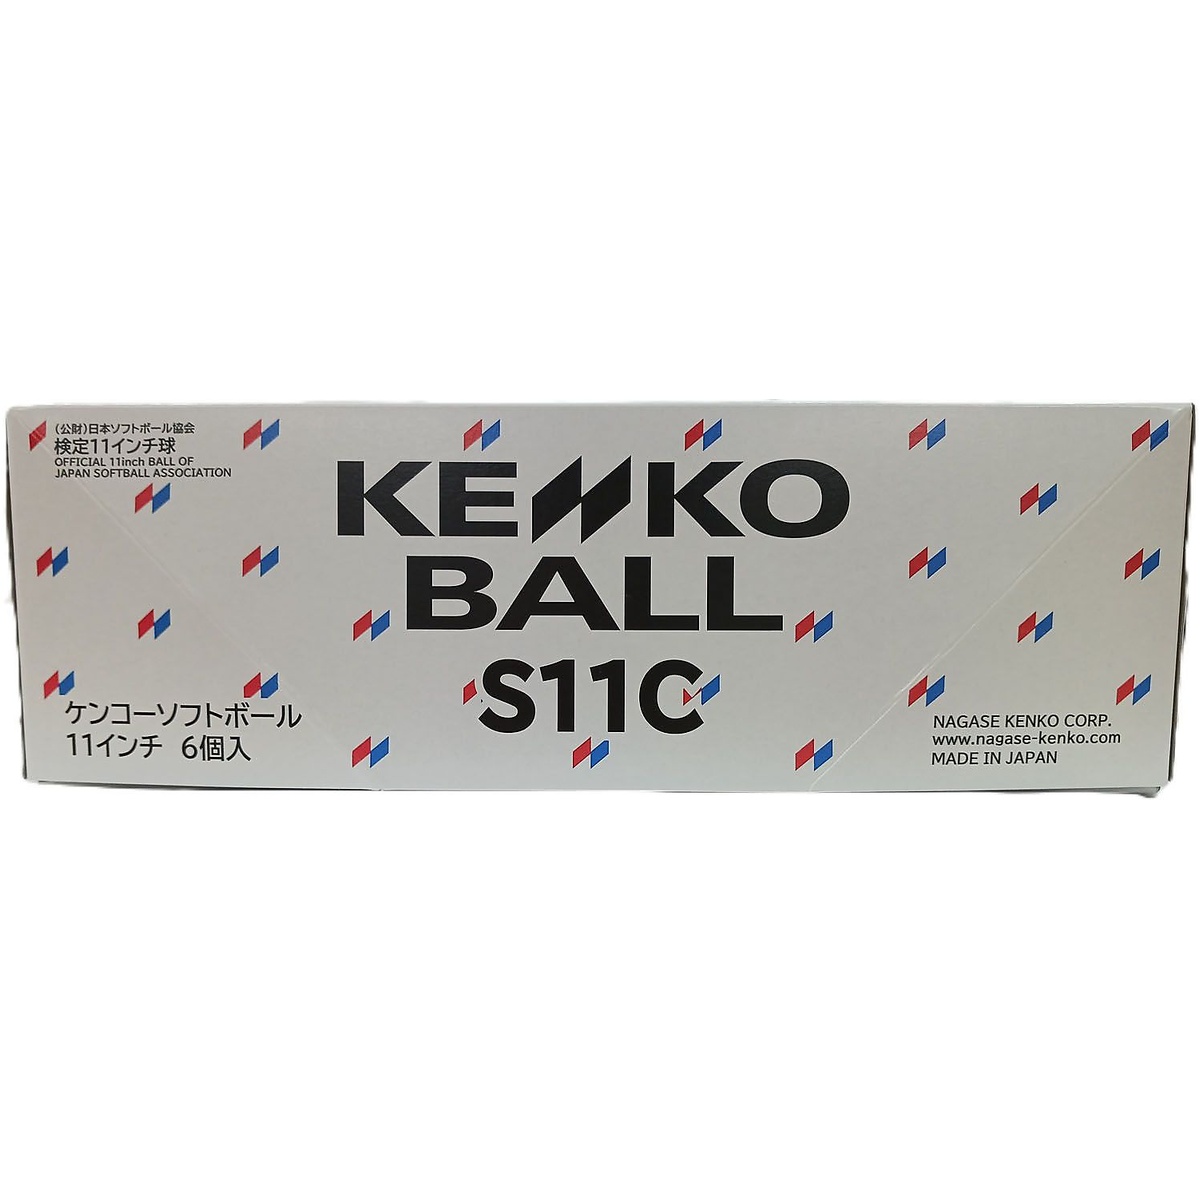 (公財)日本ソフトボール協会
検定11インチ球
OFFICIAL 11inch BALL OF
JAPAN SOFTBALL ASSOCIATION
KENKO
BALL
S11C
ケンコーソフトボール
11インチ 6個入
NAGASE KENKO CORP.
www.nagase-kenko.com
MADE IN JAPAN